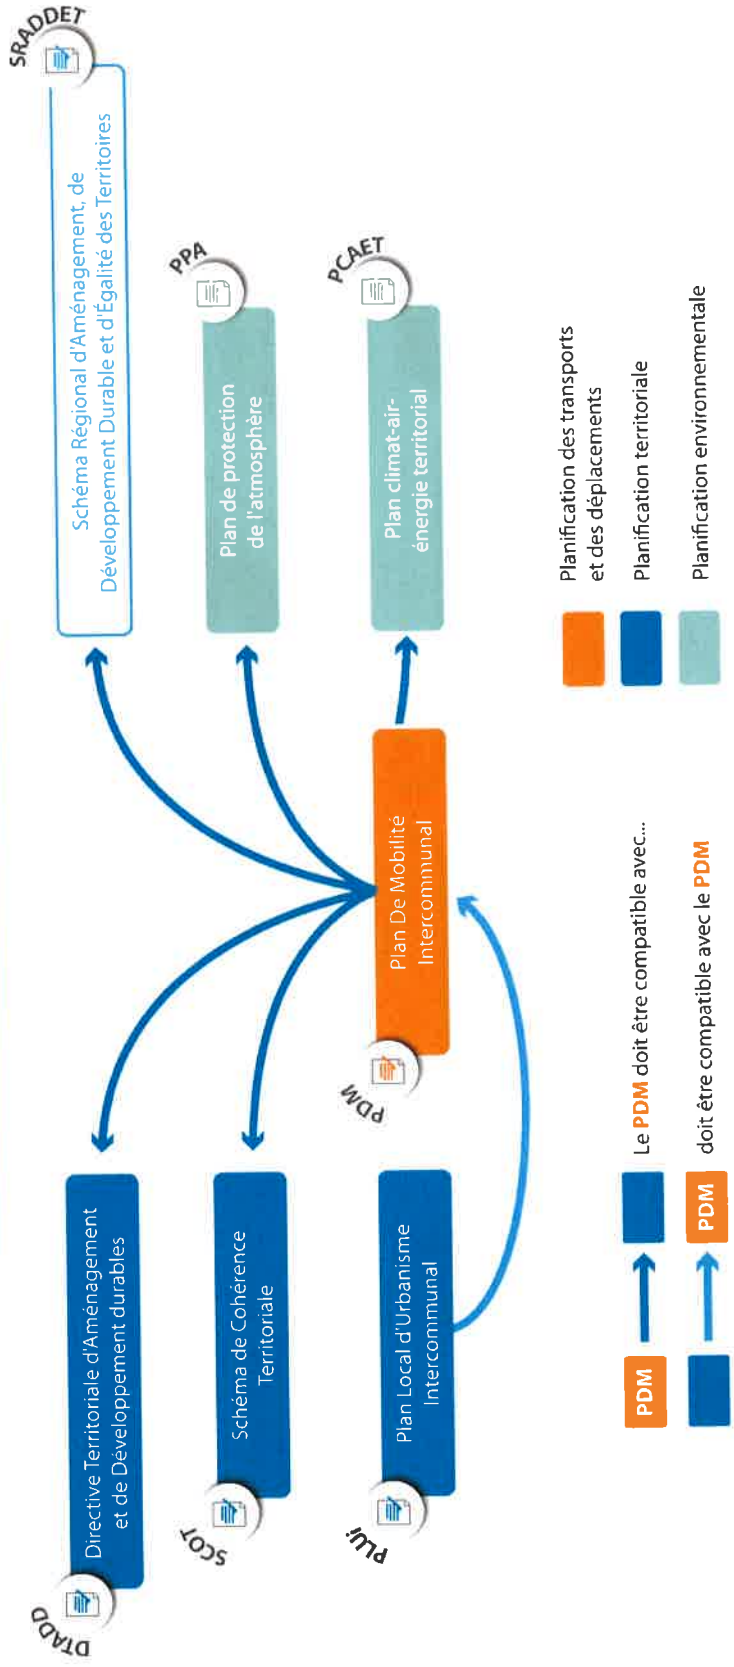 DTADD
Directive Territoriale d'Aménagement
et de Développement durables
SRADDET
Schéma Régional d'Aménagement, de
Développement Durable et d'Égalité des Territoires
SCOT
Schéma de Cohérence
Territoriale
PPA
Plan de protection
de l'atmosphère
PLUi
Plan Local d'Urbanisme
Intercommunal
PDM
Plan De Mobilité
Intercommunal
PCAET
Plan climat-air-
énergie territorial
PDM
Le PDM doit être compatible avec...
PDM
doit être compatible avec le PDM
Planification des transports
et des déplacements
Planification territoriale
Planification environnementale